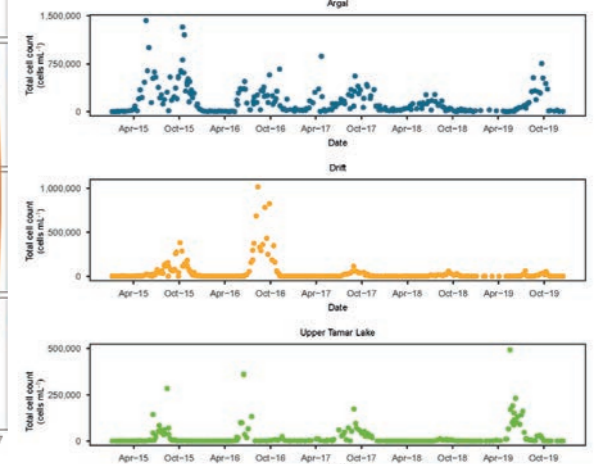 Argal
1,500,000
750,000
0
Total cell count
(cells mL⁻¹)
Apr–15 Oct–15 Apr–16 Oct–16 Apr–17 Oct–17 Apr–18 Oct–18 Apr–19 Oct–19
Date
Drift
1,000,000
500,000
0
Total cell count
(cells mL⁻¹)
Apr–15 Oct–15 Apr–16 Oct–16 Apr–17 Oct–17 Apr–18 Oct–18 Apr–19 Oct–19
Date
Upper Tamar Lake
500,000
250,000
0
Total cell count
(cells mL⁻¹)
Apr–15 Oct–15 Apr–16 Oct–16 Apr–17 Oct–17 Apr–18 Oct–18 Apr–19 Oct–19